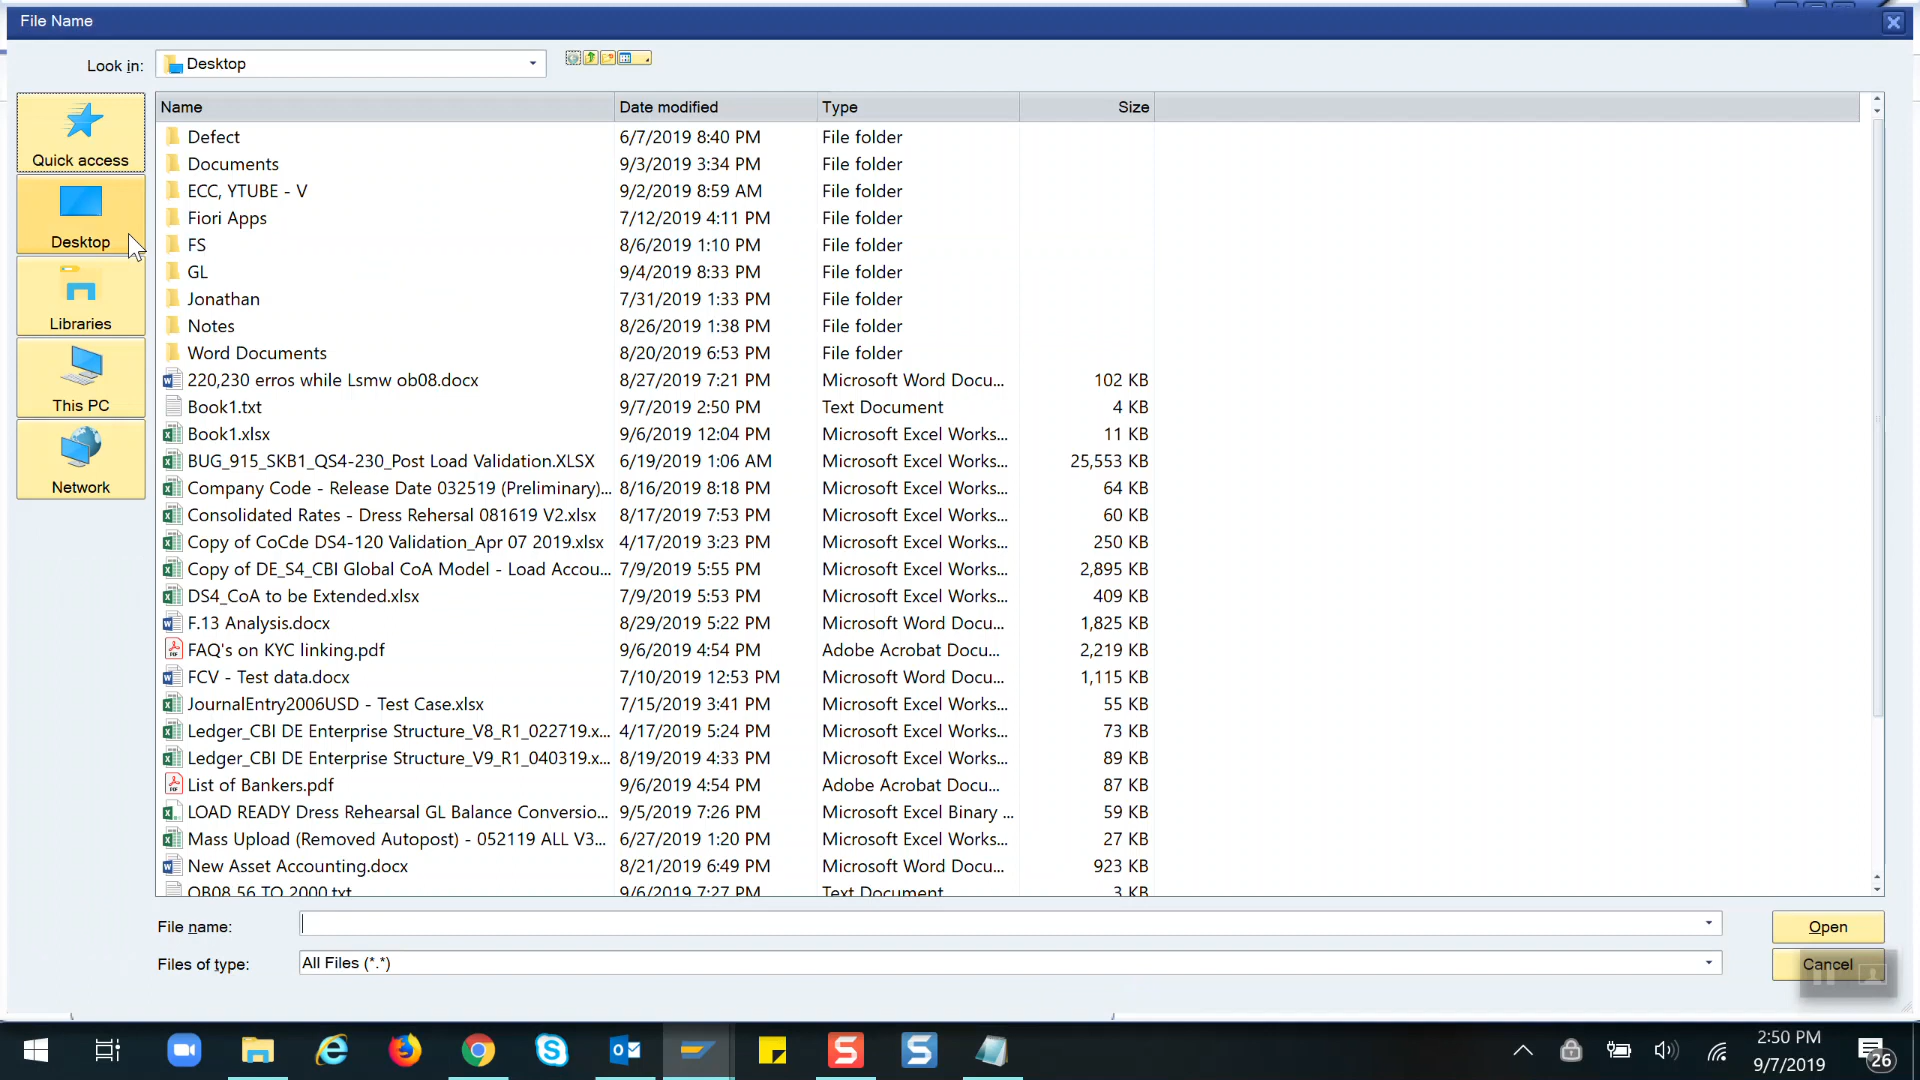 File Name
Look in: Desktop
Name Date modified Type Size
Quick access
Desktop
Libraries
This PC
Network
Defect 6/7/2019 8:40 PM File folder
Documents 9/3/2019 3:34 PM File folder
ECC, YTUBE - V 9/2/2019 8:59 AM File folder
Fiori Apps 7/12/2019 4:11 PM File folder
FS 8/6/2019 1:10 PM File folder
GL 9/4/2019 8:33 PM File folder
Jonathan 7/31/2019 1:33 PM File folder
Notes 8/26/2019 1:38 PM File folder
Word Documents 8/20/2019 6:53 PM File folder
220,230 erros while Lsmw ob08.docx 8/27/2019 7:21 PM Microsoft Word Docu... 102 KB
Book1.txt 9/7/2019 2:50 PM Text Document 4 KB
Book1.xlsx 9/6/2019 12:04 PM Microsoft Excel Works... 11 KB
BUG_915_SKB1_QS4-230_Post Load Validation.XLSX 6/19/2019 1:06 AM Microsoft Excel Works... 25,553 KB
Company Code - Release Date 032519 (Preliminary)... 8/16/2019 8:18 PM Microsoft Excel Works... 64 KB
Consolidated Rates - Dress Rehersal 081619 V2.xlsx 8/17/2019 7:53 PM Microsoft Excel Works... 60 KB
Copy of CoCde DS4-120 Validation_Apr 07 2019.xlsx 4/17/2019 3:23 PM Microsoft Excel Works... 250 KB
Copy of DE_S4_CBI Global CoA Model - Load Accou... 7/9/2019 5:55 PM Microsoft Excel Works... 2,895 KB
DS4_CoA to be Extended.xlsx 7/9/2019 5:53 PM Microsoft Excel Works... 409 KB
F.13 Analysis.docx 8/29/2019 5:22 PM Microsoft Word Docu... 1,825 KB
FAQ's on KYC linking.pdf 9/6/2019 4:54 PM Adobe Acrobat Docu... 2,219 KB
FCV - Test data.docx 7/10/2019 12:53 PM Microsoft Word Docu... 1,115 KB
JournalEntry2006USD - Test Case.xlsx 7/15/2019 3:41 PM Microsoft Excel Works... 55 KB
Ledger_CBI DE Enterprise Structure_V8_R1_022719.x... 4/17/2019 5:24 PM Microsoft Excel Works... 73 KB
Ledger_CBI DE Enterprise Structure_V9_R1_040319.x... 8/19/2019 4:33 PM Microsoft Excel Works... 89 KB
List of Bankers.pdf 9/6/2019 4:54 PM Adobe Acrobat Docu... 87 KB
LOAD READY Dress Rehearsal GL Balance Conversio... 9/5/2019 7:26 PM Microsoft Excel Binary ... 59 KB
Mass Upload (Removed Autopost) - 052119 ALL V3... 6/27/2019 1:20 PM Microsoft Excel Works... 27 KB
New Asset Accounting.docx 8/21/2019 6:49 PM Microsoft Word Docu... 923 KB
OB08 56 TO 2000.txt 9/6/2019 7:27 PM Text Document 3 KB
File name: Open
Files of type: All Files (*.*) Cancel
2:50 PM
9/7/2019
26